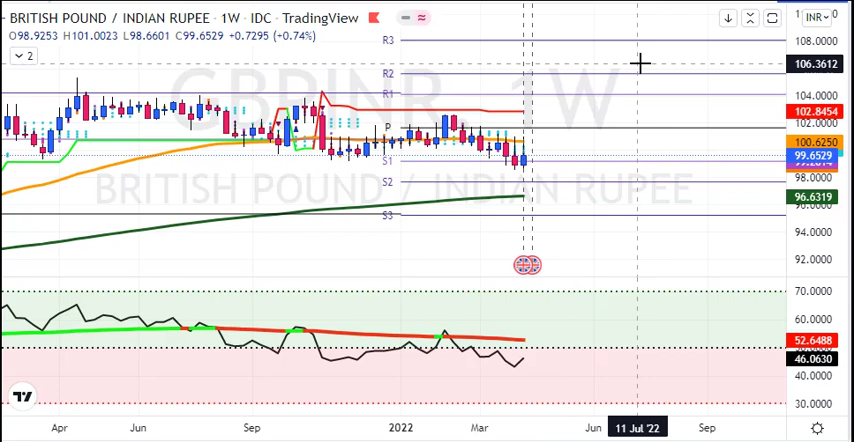 BRITISH POUND / INDIAN RUPEE · 1W · IDC · TradingView
INR
O98.9253 H101.0023 L98.6601 C99.6529 +0.7295 (+0.74%)
2
GBPINR, 1W
BRITISH POUND / INDIAN RUPEE
R3
R2
R1
P
S1
S2
S3
108.0000
106.3612
104.0000
102.8454
102.0000
100.6250
99.6529
98.0000
96.6319
96.0000
94.0000
92.0000
70.0000
60.0000
52.6488
50.0000
46.0630
40.0000
30.0000
Apr
Jun
Sep
2022
Mar
Jun
11 Jul '22
Sep